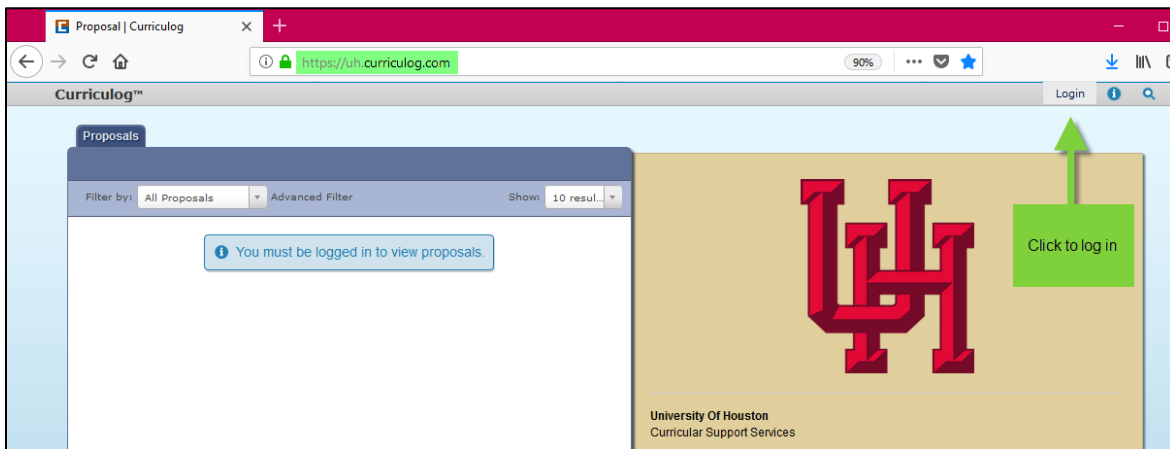 Proposal | Curriculog
https://uh.curriculog.com
90%
Curriculog™
Login
Proposals
Filter by: All Proposals Advanced Filter Show: 10 resul...
You must be logged in to view proposals.
UH
Click to log in
University Of Houston
Curricular Support Services